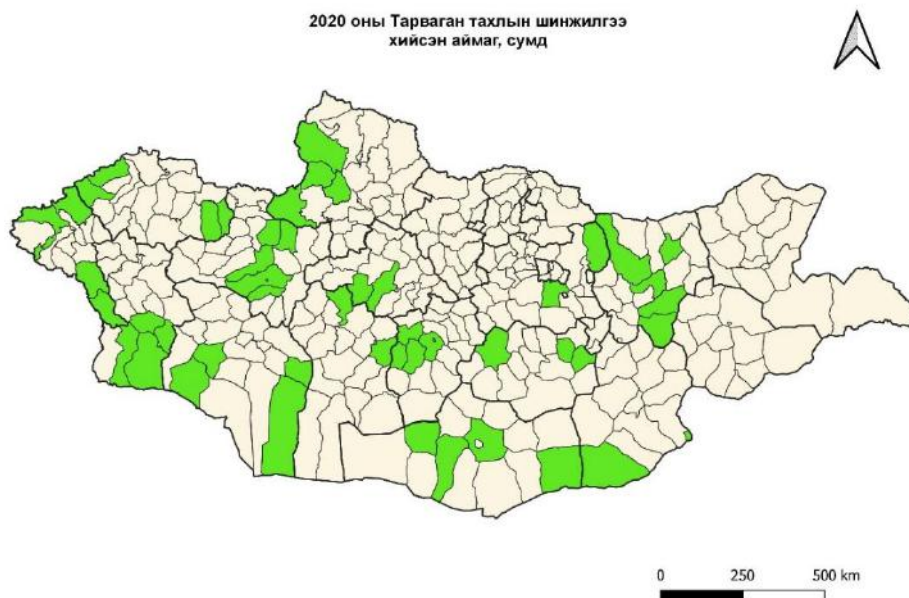 2020 оны Тарваган тахлын шинжилгээ
хийсэн аймаг, сумд
0 250 500 km